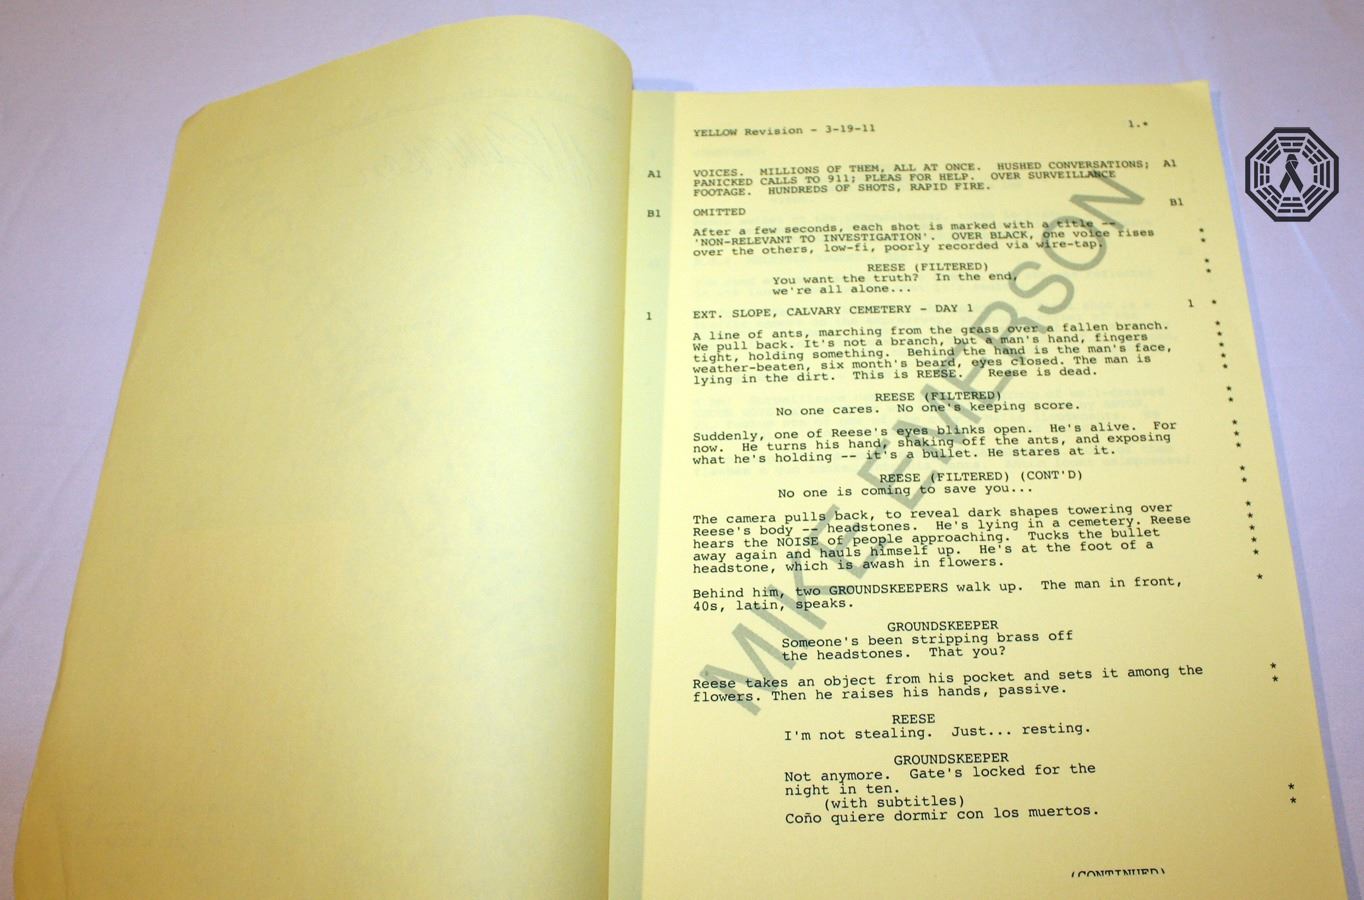 YELLOW Revision - 3-19-11 1.*
A1 VOICES. MILLIONS OF THEM, ALL AT ONCE. HUSHED CONVERSATIONS; A1
PANICKED CALLS TO 911; PLEAS FOR HELP. OVER SURVEILLANCE
FOOTAGE. HUNDREDS OF SHOTS, RAPID FIRE.
B1 OMITTED B1
After a few seconds, each shot is marked with a title -- *
'NON-RELEVANT TO INVESTIGATION'. OVER BLACK, one voice rises *
over the others, low-fi, poorly recorded via wire-tap.
REESE (FILTERED) *
You want the truth? In the end, *
we're all alone...
1 EXT. SLOPE, CALVARY CEMETERY - DAY 1 1 *
A line of ants, marching from the grass over a fallen branch. *
We pull back. It's not a branch, but a man's hand, fingers *
tight, holding something. Behind the hand is the man's face, *
weather-beaten, six month's beard, eyes closed. The man is *
lying in the dirt. This is REESE. Reese is dead.
REESE (FILTERED) *
No one cares. No one's keeping score. *
Suddenly, one of Reese's eyes blinks open. He's alive. For *
now. He turns his hand, shaking off the ants, and exposing *
what he's holding -- it's a bullet. He stares at it. *
REESE (FILTERED) (CONT'D) *
No one is coming to save you... *
The camera pulls back, to reveal dark shapes towering over *
Reese's body -- headstones. He's lying in a cemetery. Reese *
hears the NOISE of people approaching. Tucks the bullet *
away again and hauls himself up. He's at the foot of a *
headstone, which is awash in flowers. *
Behind him, two GROUNDSKEEPERS walk up. The man in front, *
40s, latin, speaks.
GROUNDSKEEPER
Someone's been stripping brass off
the headstones. That you?
Reese takes an object from his pocket and sets it among the *
flowers. Then he raises his hands, passive. *
REESE
I'm not stealing. Just... resting.
GROUNDSKEEPER
Not anymore. Gate's locked for the
night in ten.
(with subtitles) *
Coño quiere dormir con los muertos. *
(CONTINUED)
MIKE EMERSON